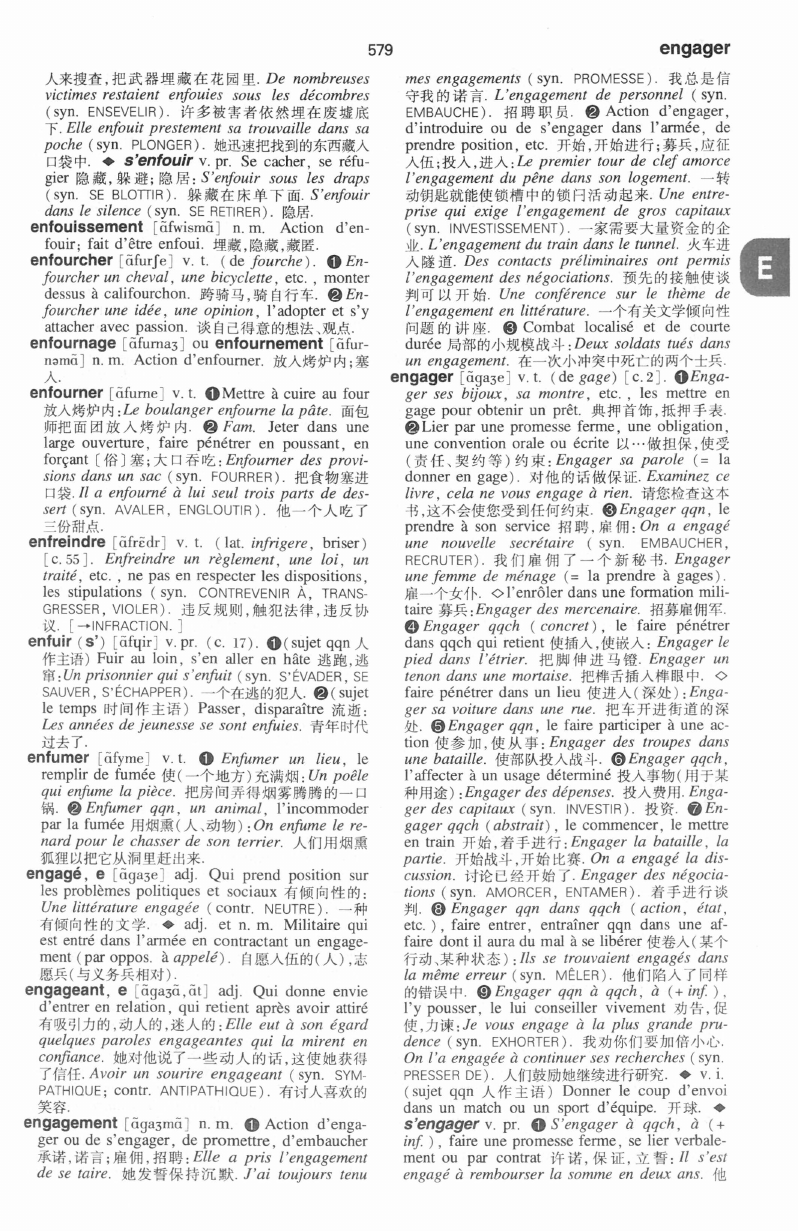 579
engager
人来搜查,把武器埋藏在花园里. De nombreuses
victimes restaient enfouies sous les décombres
(syn. ENSEVELIR). 许多被害者依然埋在废墟底
下. Elle enfouit prestement sa trouvaille dans sa
poche (syn. PLONGER). 她迅速把找到的东西藏入
口袋中. ◆ s'enfouir v. pr. Se cacher, se réfu-
gier 隐藏,躲避;隐居: S'enfouir sous les draps
(syn. SE BLOTTIR). 躲藏在床单下面. S'enfouir
dans le silence (syn. SE RETIRER). 隐居.
enfouissement [ɑ̃fwismɑ̃] n. m. Action d'en-
fouir; fait d'être enfoui. 埋藏,隐藏,藏匿.
enfourcher [ɑ̃furʃe] v. t. (de fourche). ❶ En-
fourcher un cheval, une bicyclette, etc., monter
dessus à califourchon. 跨骑马,骑自行车. ❷ En-
fourcher une idée, une opinion, l'adopter et s'y
attacher avec passion. 谈自己得意的想法、观点.
enfournage [ɑ̃furnaʒ] ou enfournement [ɑ̃fur-
nəmɑ̃] n. m. Action d'enfourner. 放入烤炉内;塞
入.
enfourner [ɑ̃furne] v. t. ❶ Mettre à cuire au four
放入烤炉内: Le boulanger enfourne la pâte. 面包
师把面团放入烤炉内. ❷ Fam. Jeter dans une
large ouverture, faire pénétrer en poussant, en
forçant [俗]塞;大口吞吃: Enfourner des provi-
sions dans un sac (syn. FOURRER). 把食物塞进
口袋. Il a enfourné à lui seul trois parts de des-
sert (syn. AVALER, ENGLOUTIR). 他一个人吃了
三份甜点.
enfreindre [ɑ̃frɛ̃dr] v. t. (lat. infrigere, briser)
[c. 55]. Enfreindre un règlement, une loi, un
traité, etc., ne pas en respecter les dispositions,
les stipulations (syn. CONTREVENIR À, TRANS-
GRESSER, VIOLER). 违反规则,触犯法律,违反协
议. [→INFRACTION.]
enfuir (s') [ɑ̃fɥir] v. pr. (c. 17). ❶ (sujet qqn 人
作主语) Fuir au loin, s'en aller en hâte 逃跑,逃
窜: Un prisonnier qui s'enfuit (syn. S'ÉVADER, SE
SAUVER, S'ÉCHAPPER). 一个在逃的犯人. ❷ (sujet
le temps 时间作主语) Passer, disparaître 流逝:
Les années de jeunesse se sont enfuies. 青年时代
过去了.
enfumer [ɑ̃fyme] v. t. ❶ Enfumer un lieu, le
remplir de fumée 使(一个地方)充满烟: Un poêle
qui enfume la pièce. 把房间弄得烟雾腾腾的一口
锅. ❷ Enfumer qqn, un animal, l'incommoder
par la fumée 用烟熏(人、动物): On enfume le re-
nard pour le chasser de son terrier. 人们用烟熏
狐狸以把它从洞里赶出来.
engagé, e [ɑ̃gaʒe] adj. Qui prend position sur
les problèmes politiques et sociaux 有倾向性的:
Une littérature engagée (contr. NEUTRE). 一种
有倾向性的文学. ◆ adj. et n. m. Militaire qui
est entré dans l'armée en contractant un engage-
ment (par oppos. à appelé). 自愿入伍的(人),志
愿兵(与义务兵相对).
engageant, e [ɑ̃gaʒɑ̃,ɑ̃t] adj. Qui donne envie
d'entrer en relation, qui retient après avoir attiré
有吸引力的,动人的,迷人的: Elle eut à son égard
quelques paroles engageantes qui la mirent en
confiance. 她对他说了一些动人的话,这使她获得
了信任. Avoir un sourire engageant (syn. SYM-
PATHIQUE; contr. ANTIPATHIQUE). 有讨人喜欢的
笑容.
engagement [ɑ̃gaʒmɑ̃] n. m. ❶ Action d'enga-
ger ou de s'engager, de promettre, d'embaucher
承诺,诺言;雇佣,招聘: Elle a pris l'engagement
de se taire. 她发誓保持沉默. J'ai toujours tenu
mes engagements (syn. PROMESSE). 我总是信
守我的诺言. L'engagement de personnel (syn.
EMBAUCHE). 招聘职员. ❷ Action d'engager,
d'introduire ou de s'engager dans l'armée, de
prendre position, etc. 开始,开始进行;募兵,应征
入伍;投入,进入: Le premier tour de clef amorce
l'engagement du pêne dans son logement. 一转
动钥匙就能使锁槽中的锁闩活动起来. Une entre-
prise qui exige l'engagement de gros capitaux
(syn. INVESTISSEMENT). 一家需要大量资金的企
业. L'engagement du train dans le tunnel. 火车进
入隧道. Des contacts préliminaires ont permis
l'engagement des négociations. 预先的接触使谈
判可以开始. Une conférence sur le thème de
l'engagement en littérature. 一个有关文学倾向性
问题的讲座. ❸ Combat localisé et de courte
durée 局部的小规模战斗: Deux soldats tués dans
un engagement. 在一次小冲突中死亡的两个士兵.
E
engager [ɑ̃gaʒe] v. t. (de gage) [c. 2]. ❶ Enga-
ger ses bijoux, sa montre, etc., les mettre en
gage pour obtenir un prêt. 典押首饰,抵押手表.
❷ Lier par une promesse ferme, une obligation,
une convention orale ou écrite 以…做担保,使受
(责任、契约等)约束: Engager sa parole (= la
donner en gage). 对他的话做保证. Examinez ce
livre, cela ne vous engage à rien. 请您检查这本
书,这不会使您受到任何约束. ❸ Engager qqn, le
prendre à son service 招聘,雇佣: On a engagé
une nouvelle secrétaire (syn. EMBAUCHER,
RECRUTER). 我们雇佣了一个新秘书. Engager
une femme de ménage (= la prendre à gages).
雇一个女仆. ◇ l'enrôler dans une formation mili-
taire 募兵: Engager des mercenaire. 招募雇佣军.
❹ Engager qqch (concret), le faire pénétrer
dans qqch qui retient 使插入,使嵌入: Engager le
pied dans l'étrier. 把脚伸进马镫. Engager un
tenon dans une mortaise. 把榫舌插入榫眼中. ◇
faire pénétrer dans un lieu 使进入(深处): Enga-
ger sa voiture dans une rue. 把车开进街道的深
处. ❺ Engager qqn, le faire participer à une ac-
tion 使参加,使从事: Engager des troupes dans
une bataille. 使部队投入战斗. ❻ Engager qqch,
l'affecter à un usage déterminé 投入事物(用于某
种用途): Engager des dépenses. 投入费用. Enga-
ger des capitaux (syn. INVESTIR). 投资. ❼ En-
gager qqch (abstrait), le commencer, le mettre
en train 开始,着手进行: Engager la bataille, la
partie. 开始战斗,开始比赛. On a engagé la dis-
cussion. 讨论已经开始了. Engager des négocia-
tions (syn. AMORCER, ENTAMER). 着手进行谈
判. ❽ Engager qqn dans qqch (action, état,
etc.), faire entrer, entraîner qqn dans une af-
faire dont il aura du mal à se libérer 使卷入(某个
行动、某种状态): Ils se trouvaient engagés dans
la même erreur (syn. MÊLER). 他们陷入了同样
的错误中. ❾ Engager qqn à qqch, à (+ inf.),
l'y pousser, le lui conseiller vivement 劝告,促
使,力谏: Je vous engage à la plus grande pru-
dence (syn. EXHORTER). 我劝你们要加倍小心.
On l'a engagée à continuer ses recherches (syn.
PRESSER DE). 人们鼓励她继续进行研究. ◆ v. i.
(sujet qqn 人作主语) Donner le coup d'envoi
dans un match ou un sport d'équipe. 开球. ◆
s'engager v. pr. ❶ S'engager à qqch, à (+
inf.), faire une promesse ferme, se lier verbale-
ment ou par contrat 许诺,保证,立誓: Il s'est
engagé à rembourser la somme en deux ans. 他